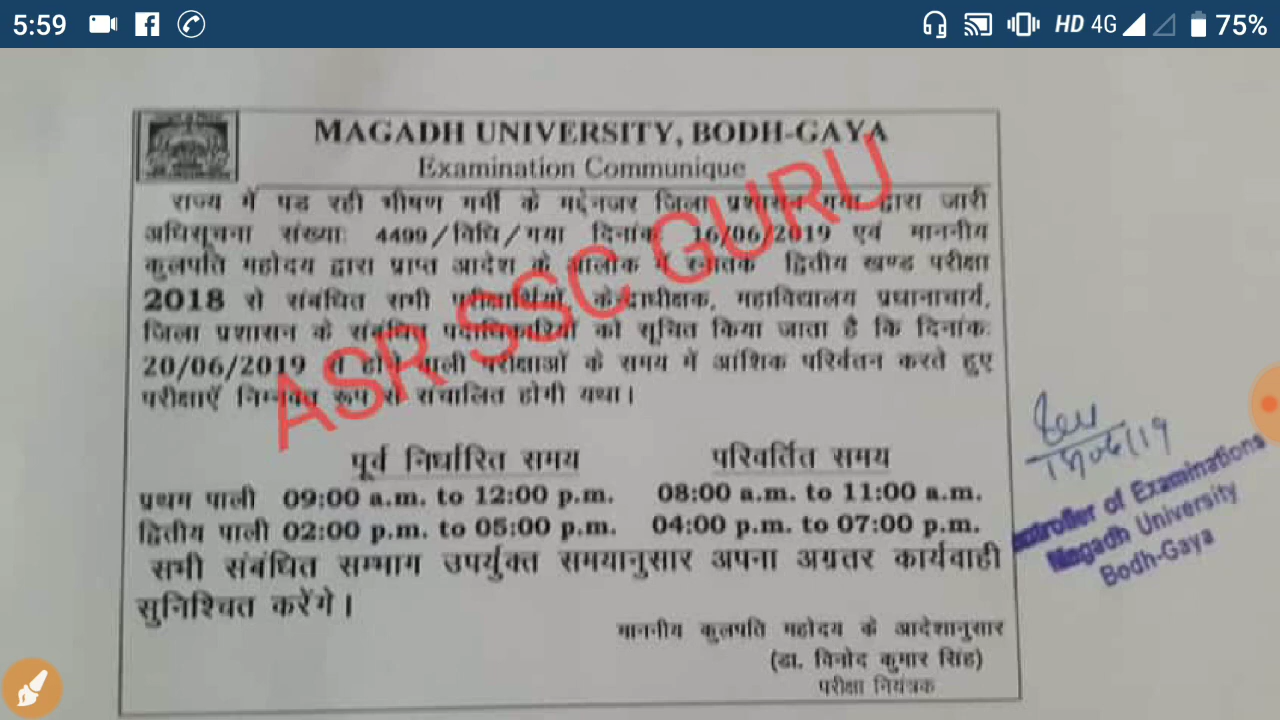 5:59
HD 4G 75%
MAGADH UNIVERSITY, BODH-GAYA
Examination Communique
राज्य में पड रही भीषण गर्मी के मद्देनजर जिला प्रशासन गया द्वारा जारी
अधिसूचना संख्याः 4499/विधि/गया दिनांकः 16/06/2019 एवं माननीय
कुलपति महोदय द्वारा प्राप्त आदेश के आलोक में स्नातक द्वितीय खण्ड परीक्षा
2018 से संबंधित सभी परीक्षार्थियों, केन्द्राधीक्षक, महाविद्यालय प्रधानाचार्य,
जिला प्रशासन के संबंधित पदाधिकारियों को सूचित किया जाता है कि दिनांकः
20/06/2019 से होने वाली परीक्षाओं के समय में आंशिक परिर्वतन करते हुए
परीक्षाएँ निम्नवत रूप से संचालित होगी यथा।
ASR SSC GURU
पूर्व निर्धारित समय परिवर्तित समय
प्रथम पाली 09:00 a.m. to 12:00 p.m. 08:00 a.m. to 11:00 a.m.
द्वितीय पाली 02:00 p.m. to 05:00 p.m. 04:00 p.m. to 07:00 p.m.
सभी संबंधित सम्भाग उपर्युक्त समयानुसार अपना अग्रतर कार्यवाही
सुनिश्चित करेंगे।
माननीय कुलपति महोदय के आदेशानुसार
(डा. विनोद कुमार सिंह)
परीक्षा नियंत्रक
of Examinations
Magadh University
Bodh-Gaya